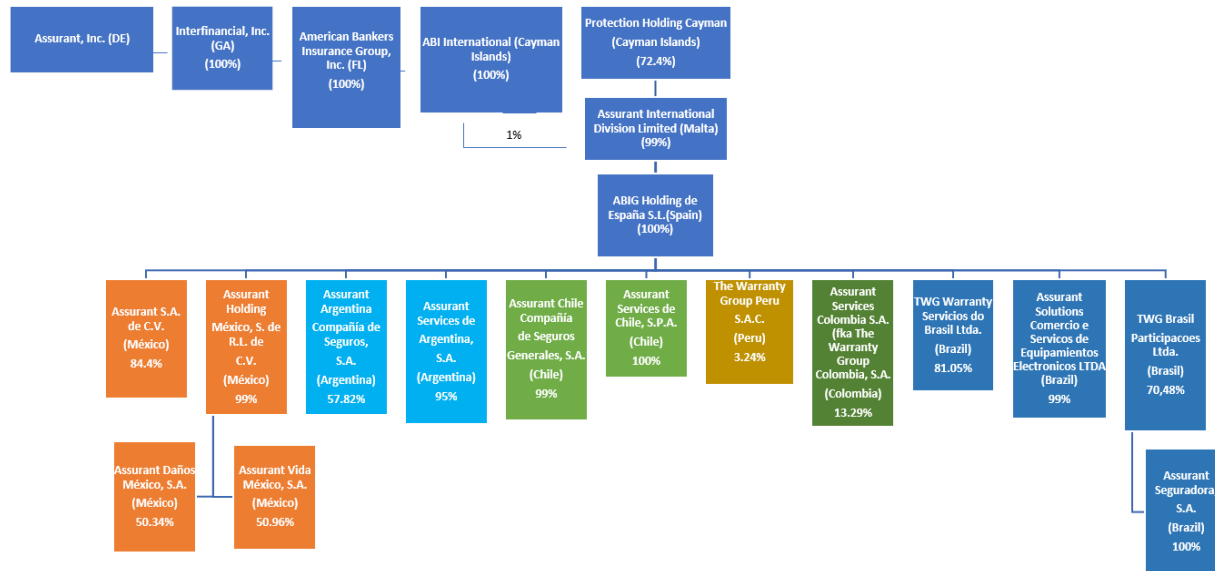 Assurant, Inc. (DE)
Interfinancial, Inc.
(GA)
(100%)
American Bankers
Insurance Group,
Inc. (FL)
(100%)
ABI International (Cayman
Islands)
(100%)
Protection Holding Cayman
(Cayman Islands)
(72.4%)
1%
Assurant International
Division Limited (Malta)
(99%)
ABIG Holding de
España S.L.(Spain)
(100%)
Assurant S.A.
de C.V.
(México)
84.4%
Assurant
Holding
México, S. de
R.L. de
C.V.
(México)
99%
Assurant
Argentina
Compañía de
Seguros,
S.A.
(Argentina)
57.82%
Assurant
Services de
Argentina,
S.A.
(Argentina)
95%
Assurant Chile
Compañía
de Seguros
Generales, S.A.
(Chile)
99%
Assurant
Services de
Chile, S.P.A.
(Chile)
100%
The Warranty
Group Peru
S.A.C.
(Peru)
3.24%
Assurant
Services
Colombia S.A.
(fka The
Warranty
Group
Colombia, S.A.
(Colombia)
13.29%
TWG Warranty
Servicios do
Brasil Ltda.
(Brazil)
81.05%
Assurant
Solutions
Comercio e
Servicos de
Equipamientos
Electronicos LTDA
(Brazil)
99%
TWG Brasil
Participacoes
Ltda.
(Brasil)
70,48%
Assurant Daños
México, S.A.
(México)
50.34%
Assurant Vida
México, S.A.
(México)
50.96%
Assurant
Seguradora,
S.A.
(Brazil)
100%